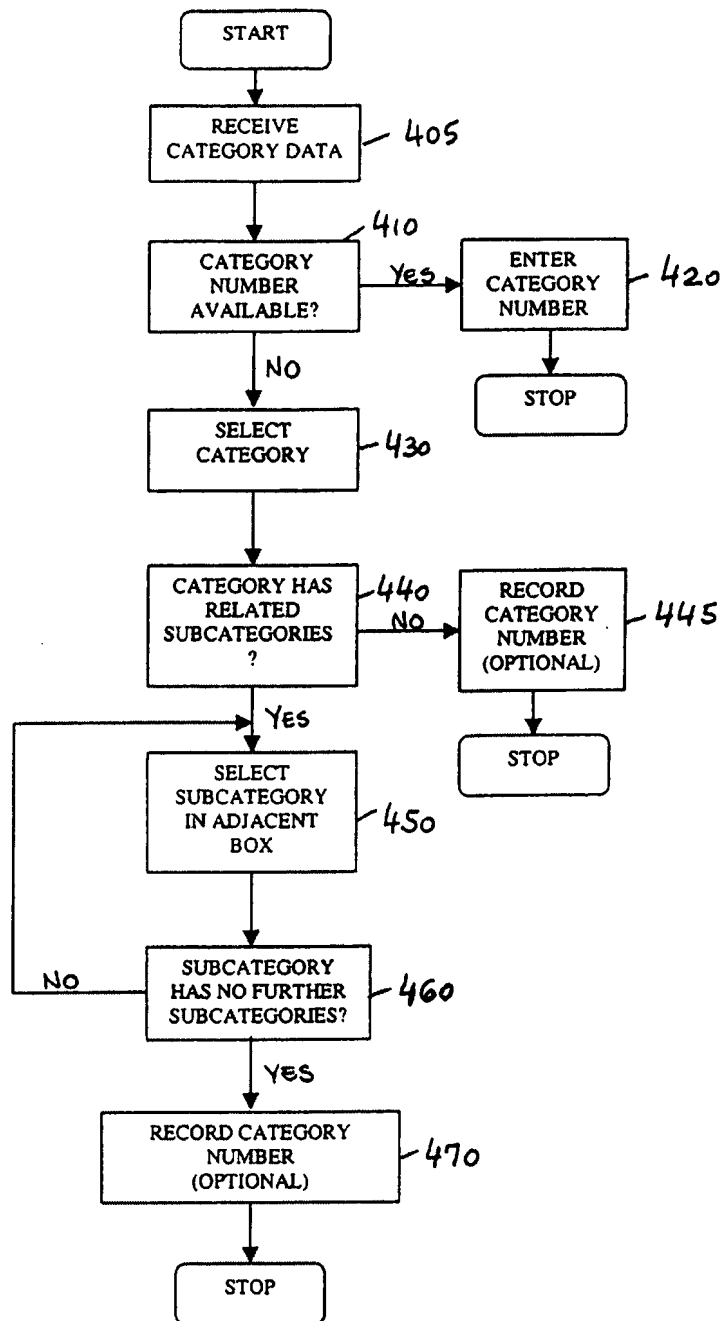 START
RECEIVE
CATEGORY DATA
405
410
CATEGORY
NUMBER
AVAILABLE?
Yes
ENTER
CATEGORY
NUMBER
420
STOP
NO
SELECT
CATEGORY
430
CATEGORY HAS
RELATED
SUBCATEGORIES
?
440
NO
RECORD
CATEGORY
NUMBER
(OPTIONAL)
445
STOP
YES
SELECT
SUBCATEGORY
IN ADJACENT
BOX
450
NO
SUBCATEGORY
HAS NO FURTHER
SUBCATEGORIES?
460
YES
RECORD CATEGORY
NUMBER
(OPTIONAL)
470
STOP